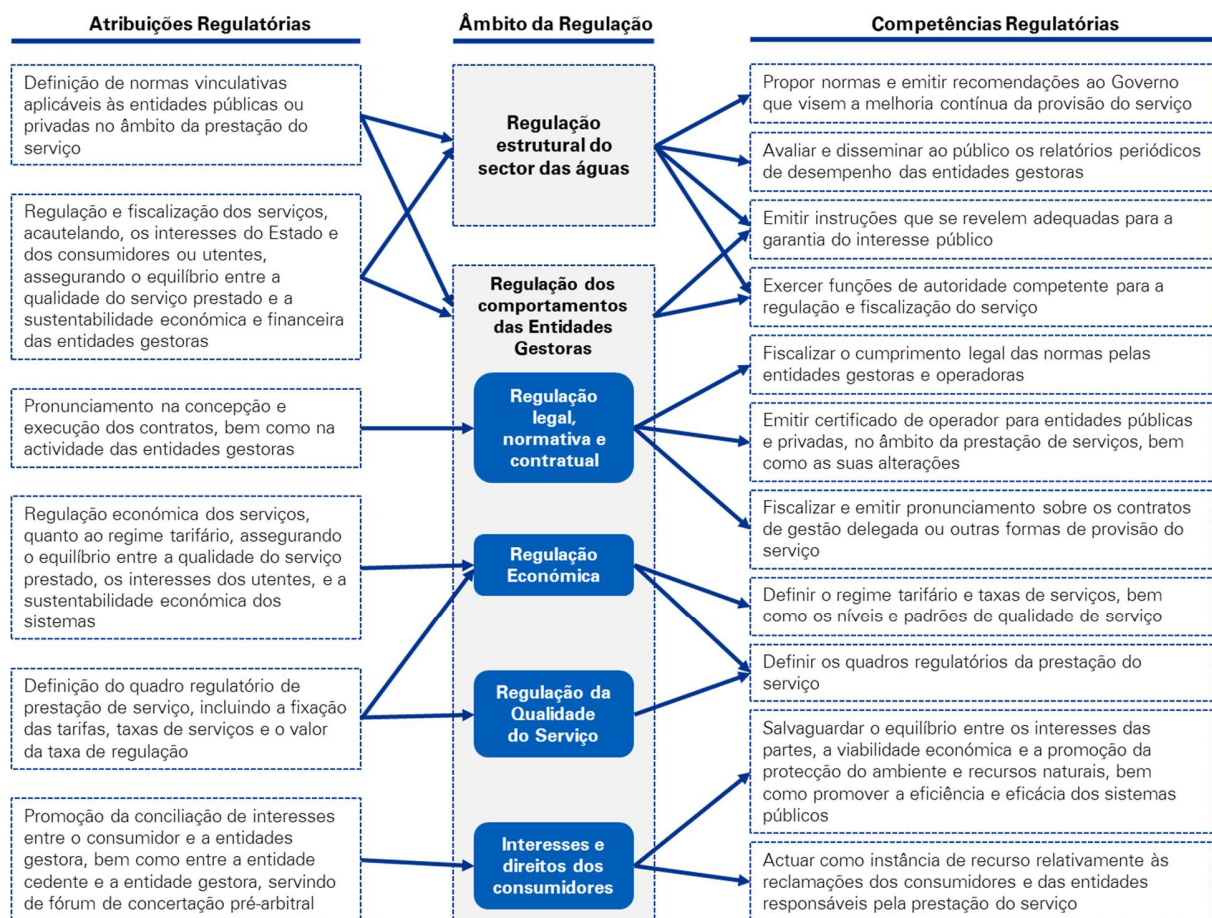 Atribuições Regulatórias
Definição de normas vinculativas
aplicáveis às entidades públicas ou
privadas no âmbito da prestação do
serviço
Regulação e fiscalização dos serviços,
acautelando, os interesses do Estado e
dos consumidores ou utentes,
assegurando o equilíbrio entre a
qualidade do serviço prestado e a
sustentabilidade económica e financeira
das entidades gestoras
Pronunciamento na concepção e
execução dos contratos, bem como na
actividade das entidades gestoras
Regulação económica dos serviços,
quanto ao regime tarifário, assegurando
o equilíbrio entre a qualidade do serviço
prestado, os interesses dos utentes, e a
sustentabilidade económica dos
sistemas
Definição do quadro regulatório de
prestação de serviço, incluindo a fixação
das tarifas, taxas de serviços e o valor
da taxa de regulação
Promoção da conciliação de interesses
entre o consumidor e a entidades
gestora, bem como entre a entidade
cedente e a entidade gestora, servindo
de fórum de concertação pré-arbitral
Âmbito da Regulação
Regulação
estrutural do
sector das águas
Regulação dos
comportamentos
das Entidades
Gestoras
Regulação
legal,
normativa e
contratual
Regulação
Económica
Regulação da
Qualidade
do Serviço
Interesses e
direitos dos
consumidores
Competências Regulatórias
Propor normas e emitir recomendações ao Governo
que visem a melhoria contínua da provisão do serviço
Avaliar e disseminar ao público os relatórios periódicos
de desempenho das entidades gestoras
Emitir instruções que se revelem adequadas para a
garantia do interesse público
Exercer funções de autoridade competente para a
regulação e fiscalização do serviço
Fiscalizar o cumprimento legal das normas pelas
entidades gestoras e operadoras
Emitir certificado de operador para entidades públicas
e privadas, no âmbito da prestação de serviços, bem
como as suas alterações
Fiscalizar e emitir pronunciamento sobre os contratos
de gestão delegada ou outras formas de provisão do
serviço
Definir o regime tarifário e taxas de serviços, bem
como os níveis e padrões de qualidade de serviço
Definir os quadros regulatórios da prestação do
serviço
Salvaguardar o equilíbrio entre os interesses das
partes, a viabilidade económica e a promoção da
protecção do ambiente e recursos naturais, bem
como promover a eficiência e eficácia dos sistemas
públicos
Actuar como instância de recurso relativamente às
reclamações dos consumidores e das entidades
responsáveis pela prestação do serviço